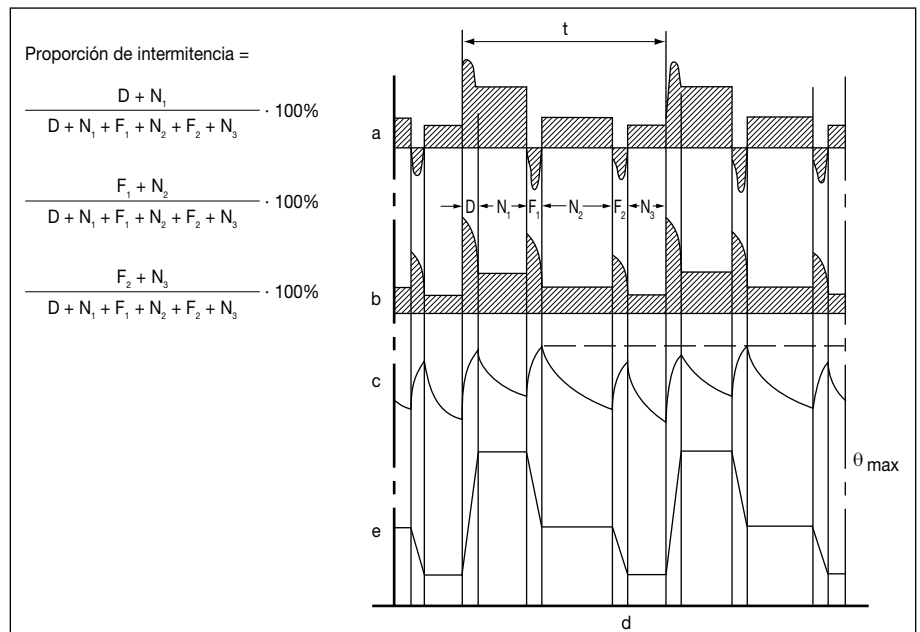 Proporción de intermitencia =
D + N₁
D + N₁ + F₁ + N₂ + F₂ + N₃
· 100%
F₁ + N₂
D + N₁ + F₁ + N₂ + F₂ + N₃
· 100%
F₂ + N₃
D + N₁ + F₁ + N₂ + F₂ + N₃
· 100%
t
a
D N₁ F₁ N₂ F₂ N₃
b
c
θ max
e
d